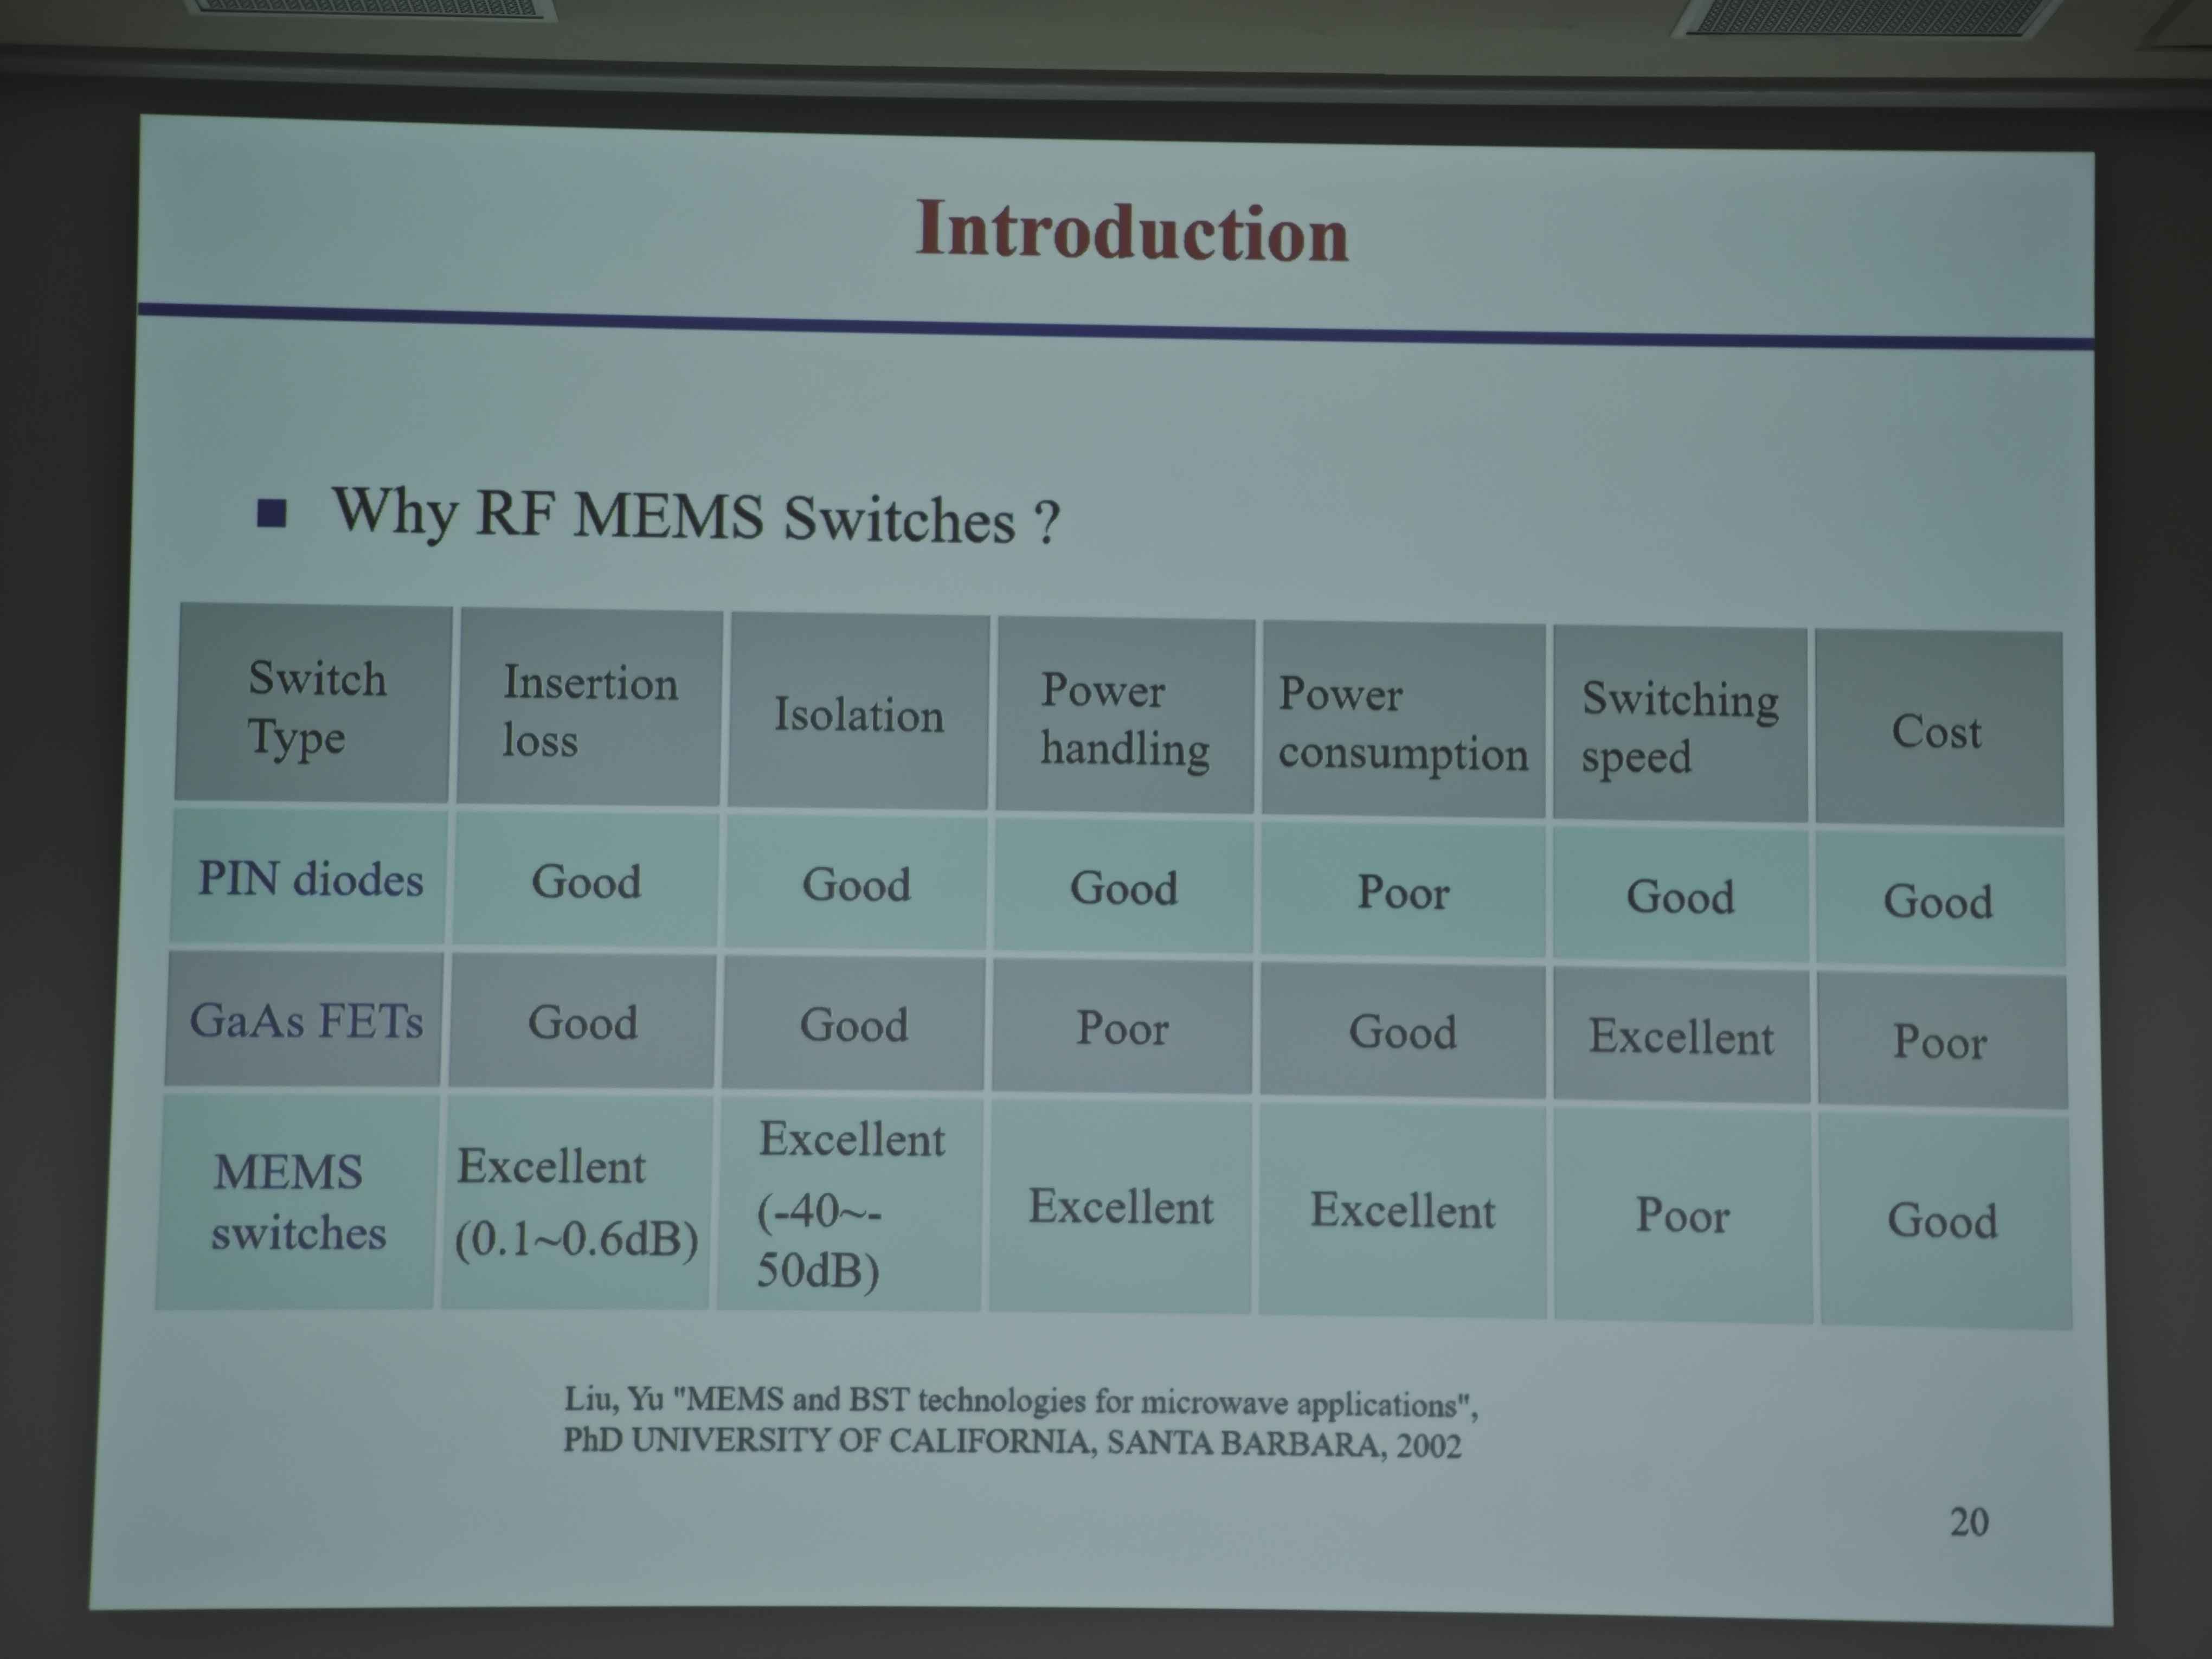 Introduction
Why RF MEMS Switches ?
Switch
Type
Insertion
loss
Isolation
Power
handling
Power
consumption
Switching
speed
Cost
PIN diodes
Good
Good
Good
Poor
Good
Good
GaAs FETs
Good
Good
Poor
Good
Excellent
Poor
MEMS
switches
Excellent
(0.1~0.6dB)
Excellent
(-40~-
50dB)
Excellent
Excellent
Poor
Good
Liu, Yu "MEMS and BST technologies for microwave applications",
PhD UNIVERSITY OF CALIFORNIA, SANTA BARBARA, 2002
20